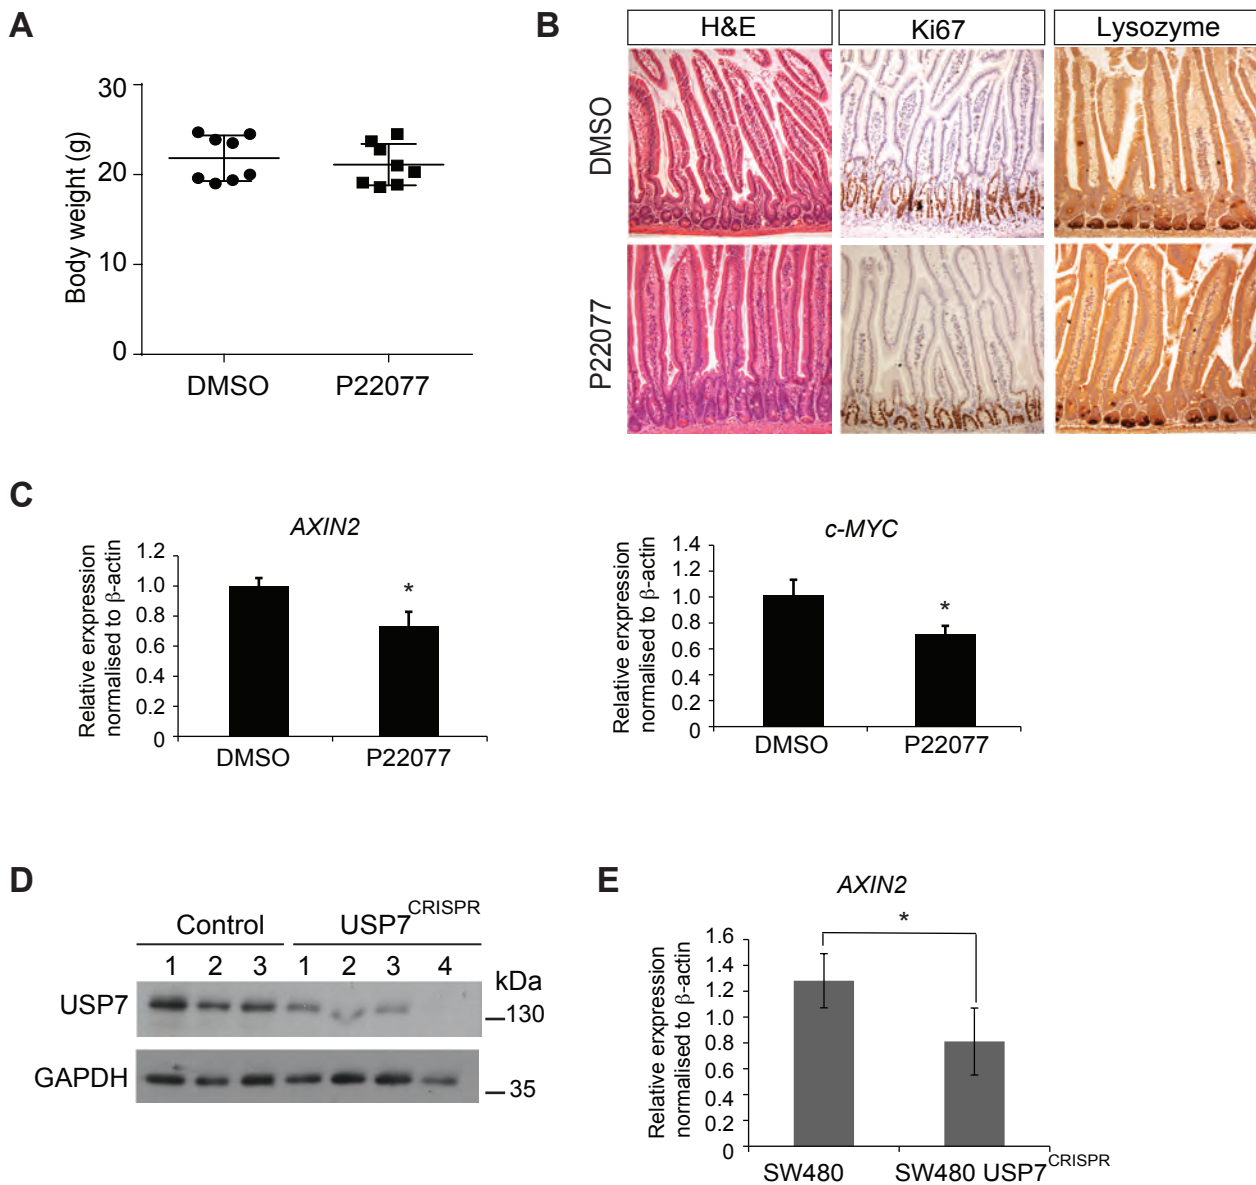 A
30
20
10
0
Body weight (g)
DMSO
P22077
B
H&E
Ki67
Lysozyme
DMSO
P22077
C
AXIN2
1.2
1.0
0.8
0.6
0.4
0.2
0
Relative erxpression
normalised to β-actin
*
DMSO
P22077
c-MYC
1.4
1.2
1.0
0.8
0.6
0.4
0.2
0
Relative erxpression
normalised to β-actin
*
DMSO
P22077
D
Control
USP7CRISPR
1 2 3 1 2 3 4
kDa
USP7
130
GAPDH
35
E
AXIN2
*
1.6
1.4
1.2
1.0
0.8
0.6
0.4
0.2
0
Relative erxpression
normalised to β-actin
SW480
SW480 USP7CRISPR